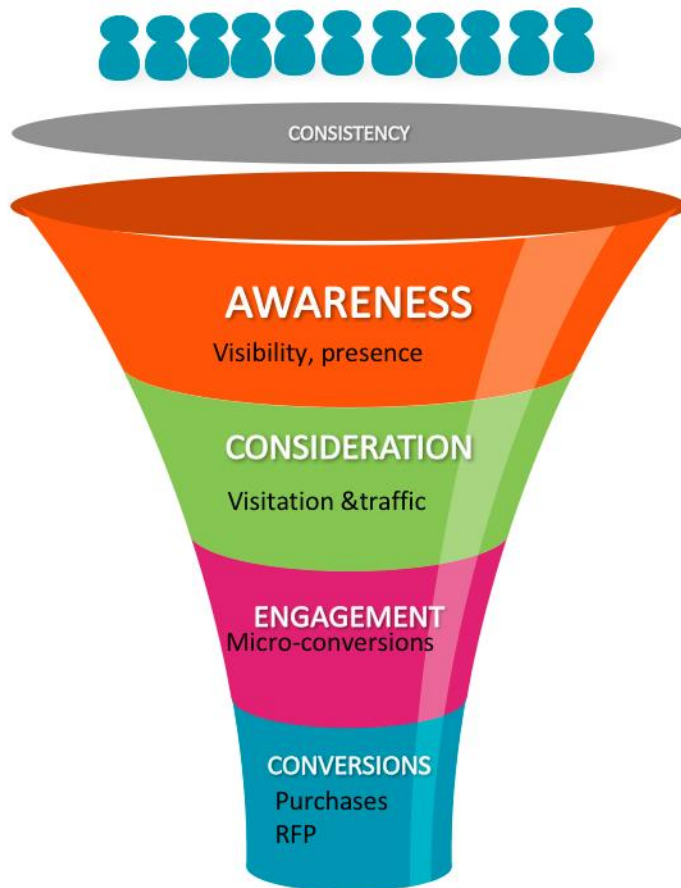 CONSISTENCY
AWARENESS
Visibility, presence
CONSIDERATION
Visitation &traffic
ENGAGEMENT
Micro-conversions
CONVERSIONS
Purchases
RFP